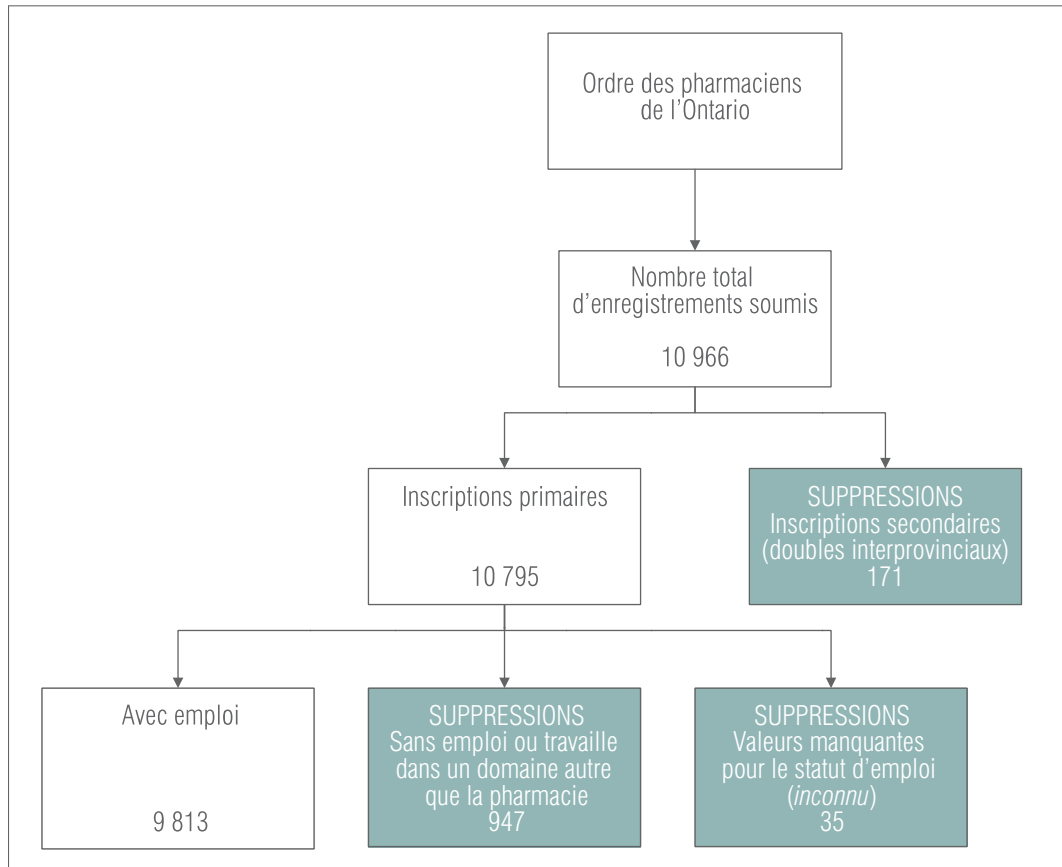 Ordre des pharmaciens
de l’Ontario
Nombre total
d’enregistrements soumis
10 966
Inscriptions primaires
10 795
SUPPRESSIONS
Inscriptions secondaires
(doubles interprovinciaux)
171
Avec emploi
9 813
SUPPRESSIONS
Sans emploi ou travaille
dans un domaine autre
que la pharmacie
947
SUPPRESSIONS
Valeurs manquantes
pour le statut d’emploi
(inconnu)
35